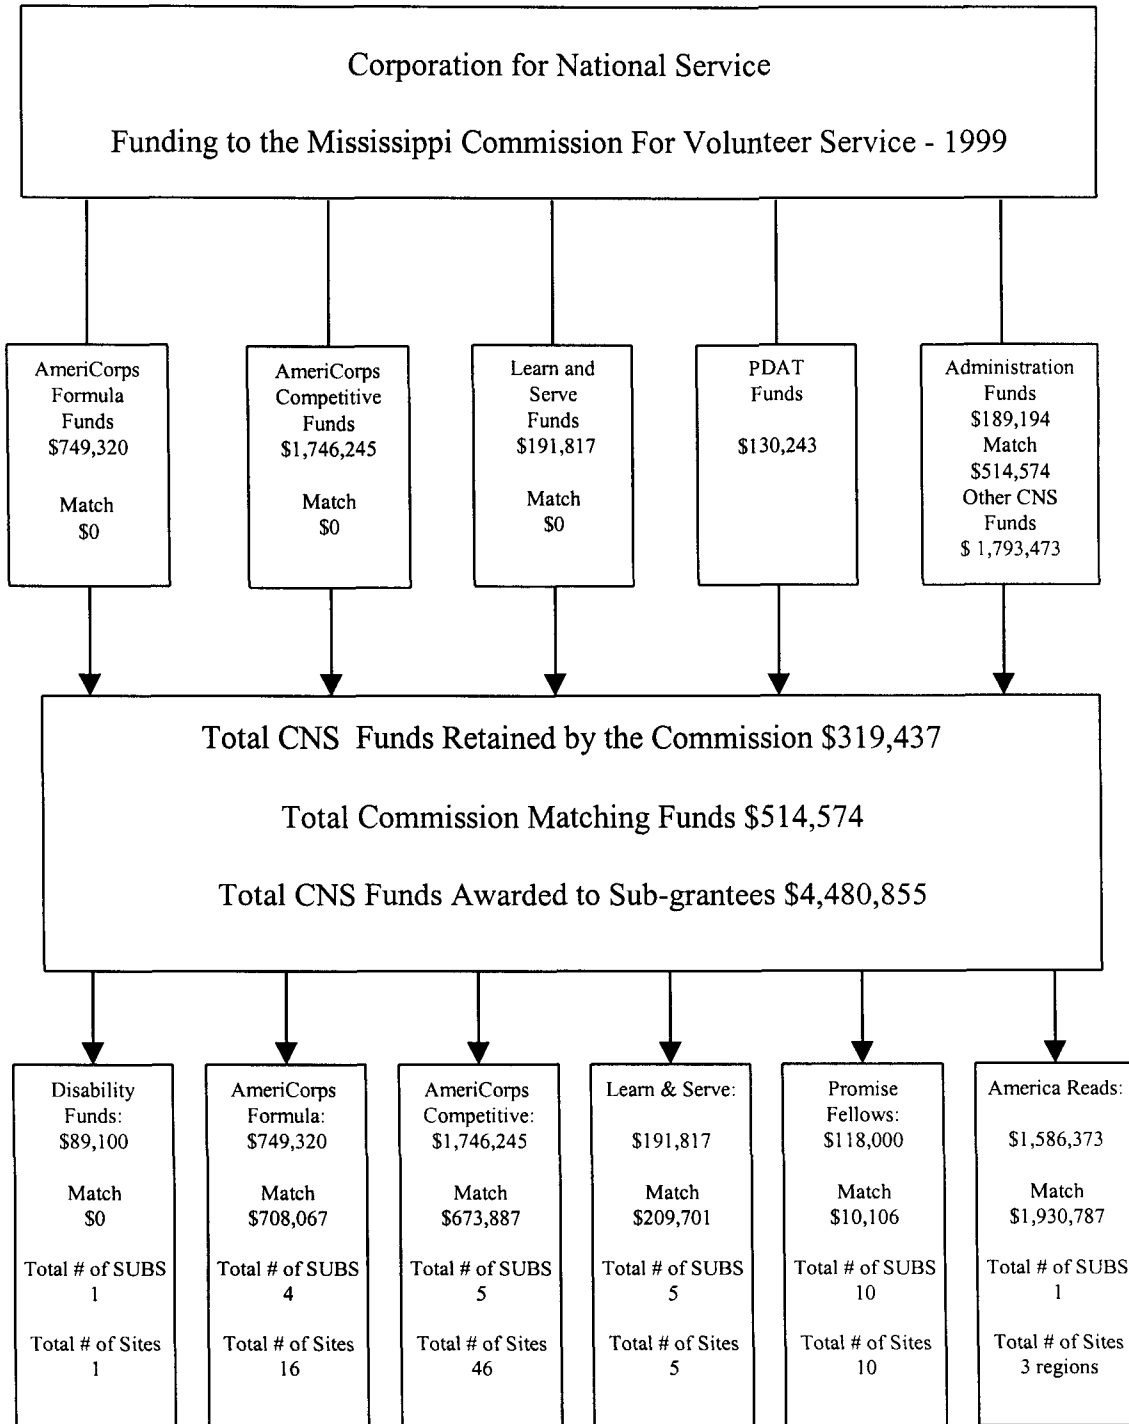 Corporation for National Service
Funding to the Mississippi Commission For Volunteer Service - 1999
AmeriCorps
Formula
Funds
$749,320
Match
$0
AmeriCorps
Competitive
Funds
$1,746,245
Match
$0
Learn and
Serve
Funds
$191,817
Match
$0
PDAT
Funds
$130,243
Administration
Funds
$189,194
Match
$514,574
Other CNS
Funds
$ 1,793,473
Total CNS Funds Retained by the Commission $319,437
Total Commission Matching Funds $514,574
Total CNS Funds Awarded to Sub-grantees $4,480,855
Disability
Funds:
$89,100
Match
$0
Total # of SUBS
1
Total # of Sites
1
AmeriCorps
Formula:
$749,320
Match
$708,067
Total # of SUBS
4
Total # of Sites
16
AmeriCorps
Competitive:
$1,746,245
Match
$673,887
Total # of SUBS
5
Total # of Sites
46
Learn & Serve:
$191,817
Match
$209,701
Total # of SUBS
5
Total # of Sites
5
Promise
Fellows:
$118,000
Match
$10,106
Total # of SUBS
10
Total # of Sites
10
America Reads:
$1,586,373
Match
$1,930,787
Total # of SUBS
1
Total # of Sites
3 regions